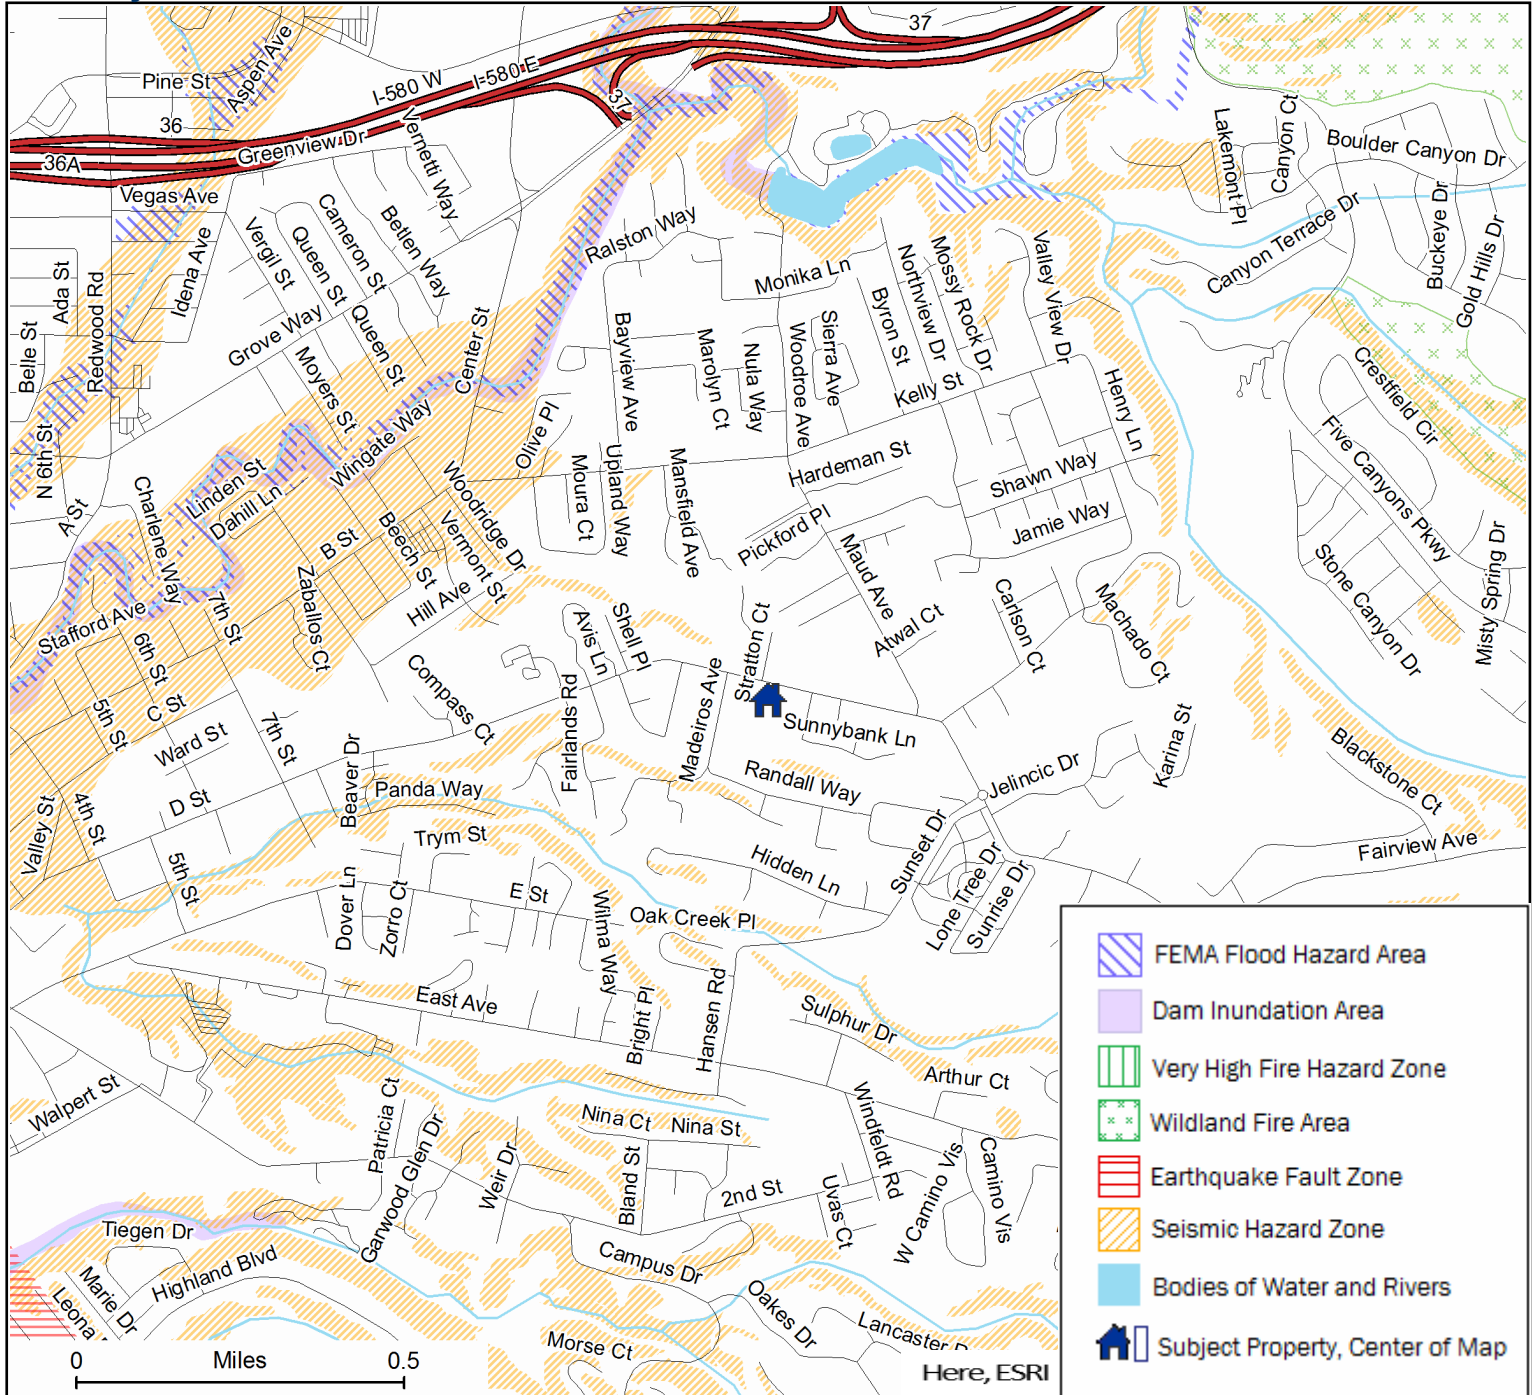 37
Pine St
Aspen Ave
I-580 W
I-580 E
37
36
Vernetti Way
Greenview Dr
36A
Vegas Ave
Lakemont Pl
Canyon Ct
Boulder Canyon Dr
Ralston Way
Cameron St
Betlen Way
Vergil St
Queen St
Idena Ave
Ada St
Redwood Rd
Buckeye Dr
Gold Hills Dr
Canyon Terrace Dr
Monika Ln
Northview Dr
Mossy Rock Dr
Valley View Dr
Byron St
Belle St
Grove Way
Queen St
Moyers St
Center St
Bayview Ave
Marolyn Ct
Nula Way
Woodroe Ave
Sierra Ave
Kelly St
Henry Ln
Crestfield Cir
Five Canyons Pkwy
N 6th St
Wingate Way
Olive Pl
Hardeman St
Shawn Way
Linden St
Dahill Ln
Charlene Way
A St
Woodridge Dr
Moura Ct
Upland Way
Mansfield Ave
Pickford Pl
Jamie Way
Vermont St
Beech St
B St
Maud Ave
Stone Canyon Dr
Misty Spring Dr
Hill Ave
Zaballos Ct
7th St
Stafford Ave
6th St
Avis Ln
Shell Pl
Stratton Ct
Atwal Ct
Carlson Ct
Machado Ct
Compass Ct
C St
5th St
Ward St
7th St
Fairlands Rd
Madeiros Ave
Sunnybank Ln
Karina St
Blackstone Ct
Beaver Dr
Panda Way
Randall Way
Jelincic Dr
D St
4th St
Valley St
Trym St
Hidden Ln
Sunset Dr
Lone Tree Dr
Sunrise Dr
Fairview Ave
5th St
Dover Ln
Zorro Ct
E St
Wilma Way
Oak Creek Pl
East Ave
Bright Pl
Hansen Rd
Sulphur Dr
Arthur Ct
Walpert St
Patricia Ct
Garwood Glen Dr
Weir Dr
Nina Ct
Nina St
Bland St
2nd St
Windfeldt Rd
Uvas Ct
W Camino Vis
Camino Vis
Tiegen Dr
Highland Blvd
Marie Dr
Leona
Campus Dr
Oakes Dr
Lancaster D
Morse Ct
0 Miles 0.5
Here, ESRI
FEMA Flood Hazard Area
Dam Inundation Area
Very High Fire Hazard Zone
Wildland Fire Area
Earthquake Fault Zone
Seismic Hazard Zone
Bodies of Water and Rivers
Subject Property, Center of Map